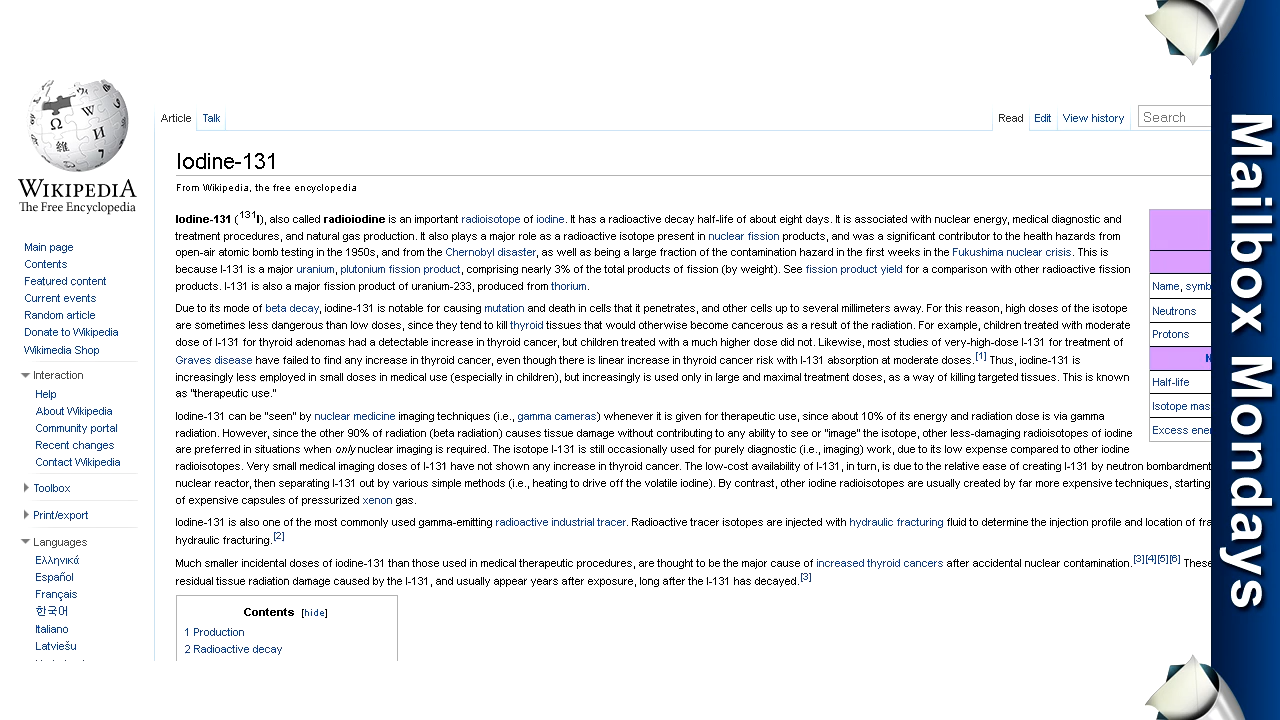 Article Talk Read Edit View history Search
WIKIPEDIA
The Free Encyclopedia
Main page
Contents
Featured content
Current events
Random article
Donate to Wikipedia
Wikimedia Shop
Interaction
Help
About Wikipedia
Community portal
Recent changes
Contact Wikipedia
Toolbox
Print/export
Languages
Ελληνικά
Español
Français
한국어
Italiano
Latviešu
Iodine-131
From Wikipedia, the free encyclopedia
Iodine-131 (131I), also called radioiodine is an important radioisotope of iodine. It has a radioactive decay half-life of about eight days. It is associated with nuclear energy, medical diagnostic and
treatment procedures, and natural gas production. It also plays a major role as a radioactive isotope present in nuclear fission products, and was a significant contributor to the health hazards from
open-air atomic bomb testing in the 1950s, and from the Chernobyl disaster, as well as being a large fraction of the contamination hazard in the first weeks in the Fukushima nuclear crisis. This is
because I-131 is a major uranium, plutonium fission product, comprising nearly 3% of the total products of fission (by weight). See fission product yield for a comparison with other radioactive fission
products. I-131 is also a major fission product of uranium-233, produced from thorium.
Due to its mode of beta decay, iodine-131 is notable for causing mutation and death in cells that it penetrates, and other cells up to several millimeters away. For this reason, high doses of the isotope
are sometimes less dangerous than low doses, since they tend to kill thyroid tissues that would otherwise become cancerous as a result of the radiation. For example, children treated with moderate
dose of I-131 for thyroid adenomas had a detectable increase in thyroid cancer, but children treated with a much higher dose did not. Likewise, most studies of very-high-dose I-131 for treatment of
Graves disease have failed to find any increase in thyroid cancer, even though there is linear increase in thyroid cancer risk with I-131 absorption at moderate doses.[1] Thus, iodine-131 is
increasingly less employed in small doses in medical use (especially in children), but increasingly is used only in large and maximal treatment doses, as a way of killing targeted tissues. This is known
as "therapeutic use."
Iodine-131 can be "seen" by nuclear medicine imaging techniques (i.e., gamma cameras) whenever it is given for therapeutic use, since about 10% of its energy and radiation dose is via gamma
radiation. However, since the other 90% of radiation (beta radiation) causes tissue damage without contributing to any ability to see or "image" the isotope, other less-damaging radioisotopes of iodine
are preferred in situations when only nuclear imaging is required. The isotope I-131 is still occasionally used for purely diagnostic (i.e., imaging) work, due to its low expense compared to other iodine
radioisotopes. Very small medical imaging doses of I-131 have not shown any increase in thyroid cancer. The low-cost availability of I-131, in turn, is due to the relative ease of creating I-131 by neutron bombardment
nuclear reactor, then separating I-131 out by various simple methods (i.e., heating to drive off the volatile iodine). By contrast, other iodine radioisotopes are usually created by far more expensive techniques, starting
of expensive capsules of pressurized xenon gas.
Iodine-131 is also one of the most commonly used gamma-emitting radioactive industrial tracer. Radioactive tracer isotopes are injected with hydraulic fracturing fluid to determine the injection profile and location of
hydraulic fracturing.[2]
Much smaller incidental doses of iodine-131 than those used in medical therapeutic procedures, are thought to be the major cause of increased thyroid cancers after accidental nuclear contamination.[3][4][5][6] These
residual tissue radiation damage caused by the I-131, and usually appear years after exposure, long after the I-131 has decayed.[3]
Contents [hide]
1 Production
2 Radioactive decay
Name, symb
Neutrons
Protons
N
Half-life
Isotope mas
Excess ener
Mailbox Mondays